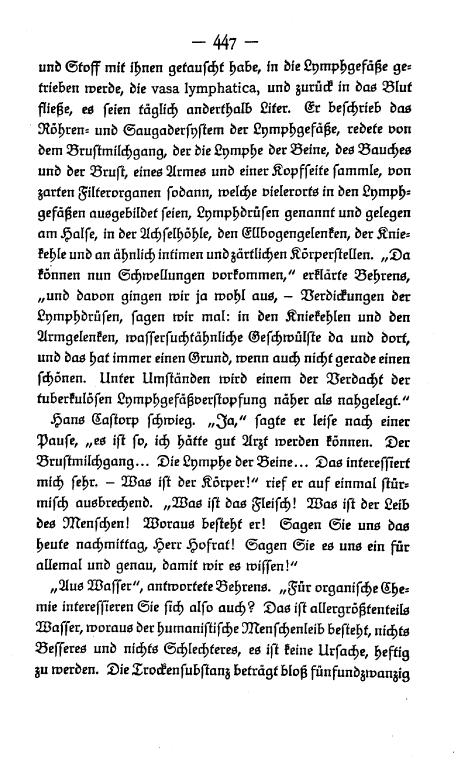 — 447 —
und Stoff mit ihnen getauscht habe, in die Lymphgefäße ge-
trieben werde, die vasa lymphatica, und zurück in das Blut
fließe, es seien täglich anderthalb Liter. Er beschrieb das
Röhren- und Saugadersystem der Lymphgefäße, redete von
dem Brustmilchgang, der die Lymphe der Beine, des Bauches
und der Brust, eines Armes und einer Kopfseite sammle, von
zarten Filterorganen sodann, welche vielerorts in den Lymph-
gefäßen ausgebildet seien, Lymphdrüsen genannt und gelegen
am Halse, in der Achselhöhle, den Ellbogengelenken, der Knie-
kehle und an ähnlich intimen und zärtlichen Körperstellen. „Da
können nun Schwellungen vorkommen,“ erklärte Behrens,
„und davon gingen wir ja wohl aus, – Verdickungen der
Lymphdrüsen, sagen wir mal: in den Kniekehlen und den
Armgelenken, wassersuchtähnliche Geschwülste da und dort,
und das hat immer einen Grund, wenn auch nicht gerade einen
schönen. Unter Umständen wird einem der Verdacht der
tuberkulösen Lymphgefäßverstopfung näher als nahgelegt.“
Hans Castorp schwieg. „Ja,“ sagte er leise nach einer
Pause, „es ist so, ich hätte gut Arzt werden können. Der
Brustmilchgang... Die Lymphe der Beine... Das interessiert
mich sehr. – Was ist der Körper!“ rief er auf einmal stür-
misch ausbrechend. „Was ist das Fleisch! Was ist der Leib
des Menschen! Woraus besteht er! Sagen Sie uns das
heute nachmittag, Herr Hofrat! Sagen Sie es uns ein für
allemal und genau, damit wir es wissen!“
„Aus Wasser“, antwortete Behrens. „Für organische Che-
mie interessieren Sie sich also auch? Das ist allergrößtenteils
Wasser, woraus der humanistische Menschenleib besteht, nichts
Besseres und nichts Schlechteres, es ist keine Ursache, heftig
zu werden. Die Trockensubstanz beträgt bloß fünfundzwanzig